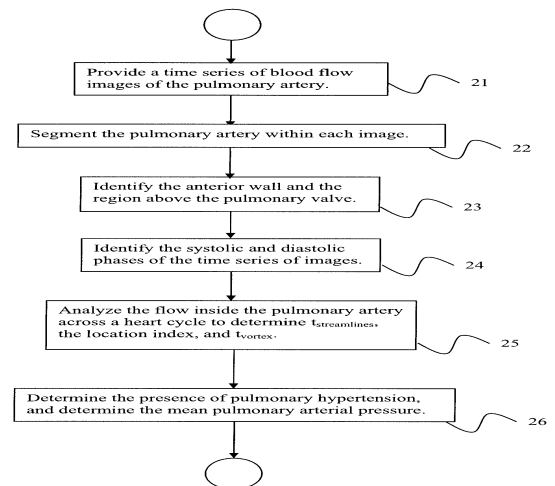 Provide a time series of blood flow
images of the pulmonary artery.
21
Segment the pulmonary artery within each image.
22
Identify the anterior wall and the
region above the pulmonary valve.
23
Identify the systolic and diastolic
phases of the time series of images.
24
Analyze the flow inside the pulmonary artery
across a heart cycle to determine tstreamlines,
the location index, and tvortex.
25
Determine the presence of pulmonary hypertension,
and determine the mean pulmonary arterial pressure.
26